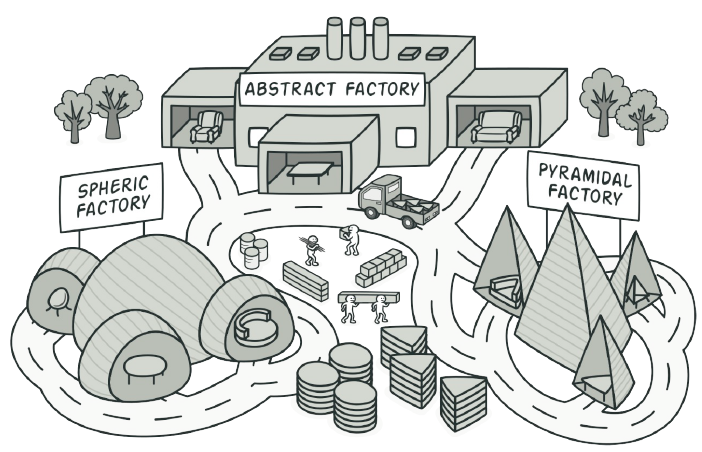 ABSTRACT FACTORY
SPHERIC
FACTORY
PYRAMIDAL
FACTORY